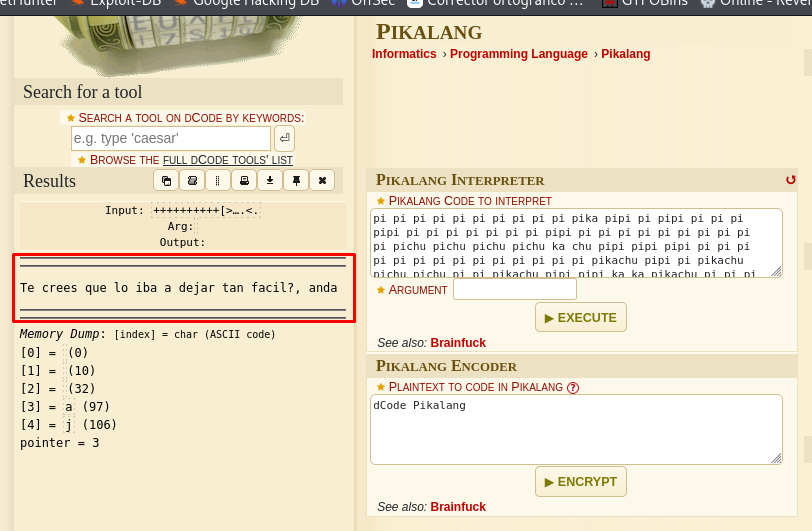 etHunter Exploit-DB Google Hacking DB OffSec Corrector ortográfico ... GTFOBins Online - Rever
Search for a tool
★ SEARCH A TOOL ON DCODE BY KEYWORDS:
e.g. type 'caesar'
★ BROWSE THE FULL DCODE TOOLS' LIST
Results
Input: ++++++++++[>….<.
Arg:
Output:
Te crees que lo iba a dejar tan facil?, anda
Memory Dump: [index] = char (ASCII code)
[0] = (0)
[1] = (10)
[2] = (32)
[3] = a (97)
[4] = j (106)
pointer = 3
PIKALANG
Informatics › Programming Language › Pikalang
PIKALANG INTERPRETER
★ PIKALANG CODE TO INTERPRET
pi pi pi pi pi pi pi pi pi pi pika pipi pi pipi pi pi pi
pipi pi pi pi pi pi pi pi pipi pi pi pi pi pi pi pi pi pi
pi pichu pichu pichu pichu ka chu pipi pipi pipi pi pi pi
pi pi pi pi pi pi pi pi pi pi pi pikachu pipi pi pikachu
pichu pichu pi pi pikachu pipi pipi ka ka pikachu pi pi pi
★ ARGUMENT
▶ EXECUTE
See also: Brainfuck
PIKALANG ENCODER
★ PLAINTEXT TO CODE IN PIKALANG ?
dCode Pikalang
▶ ENCRYPT
See also: Brainfuck